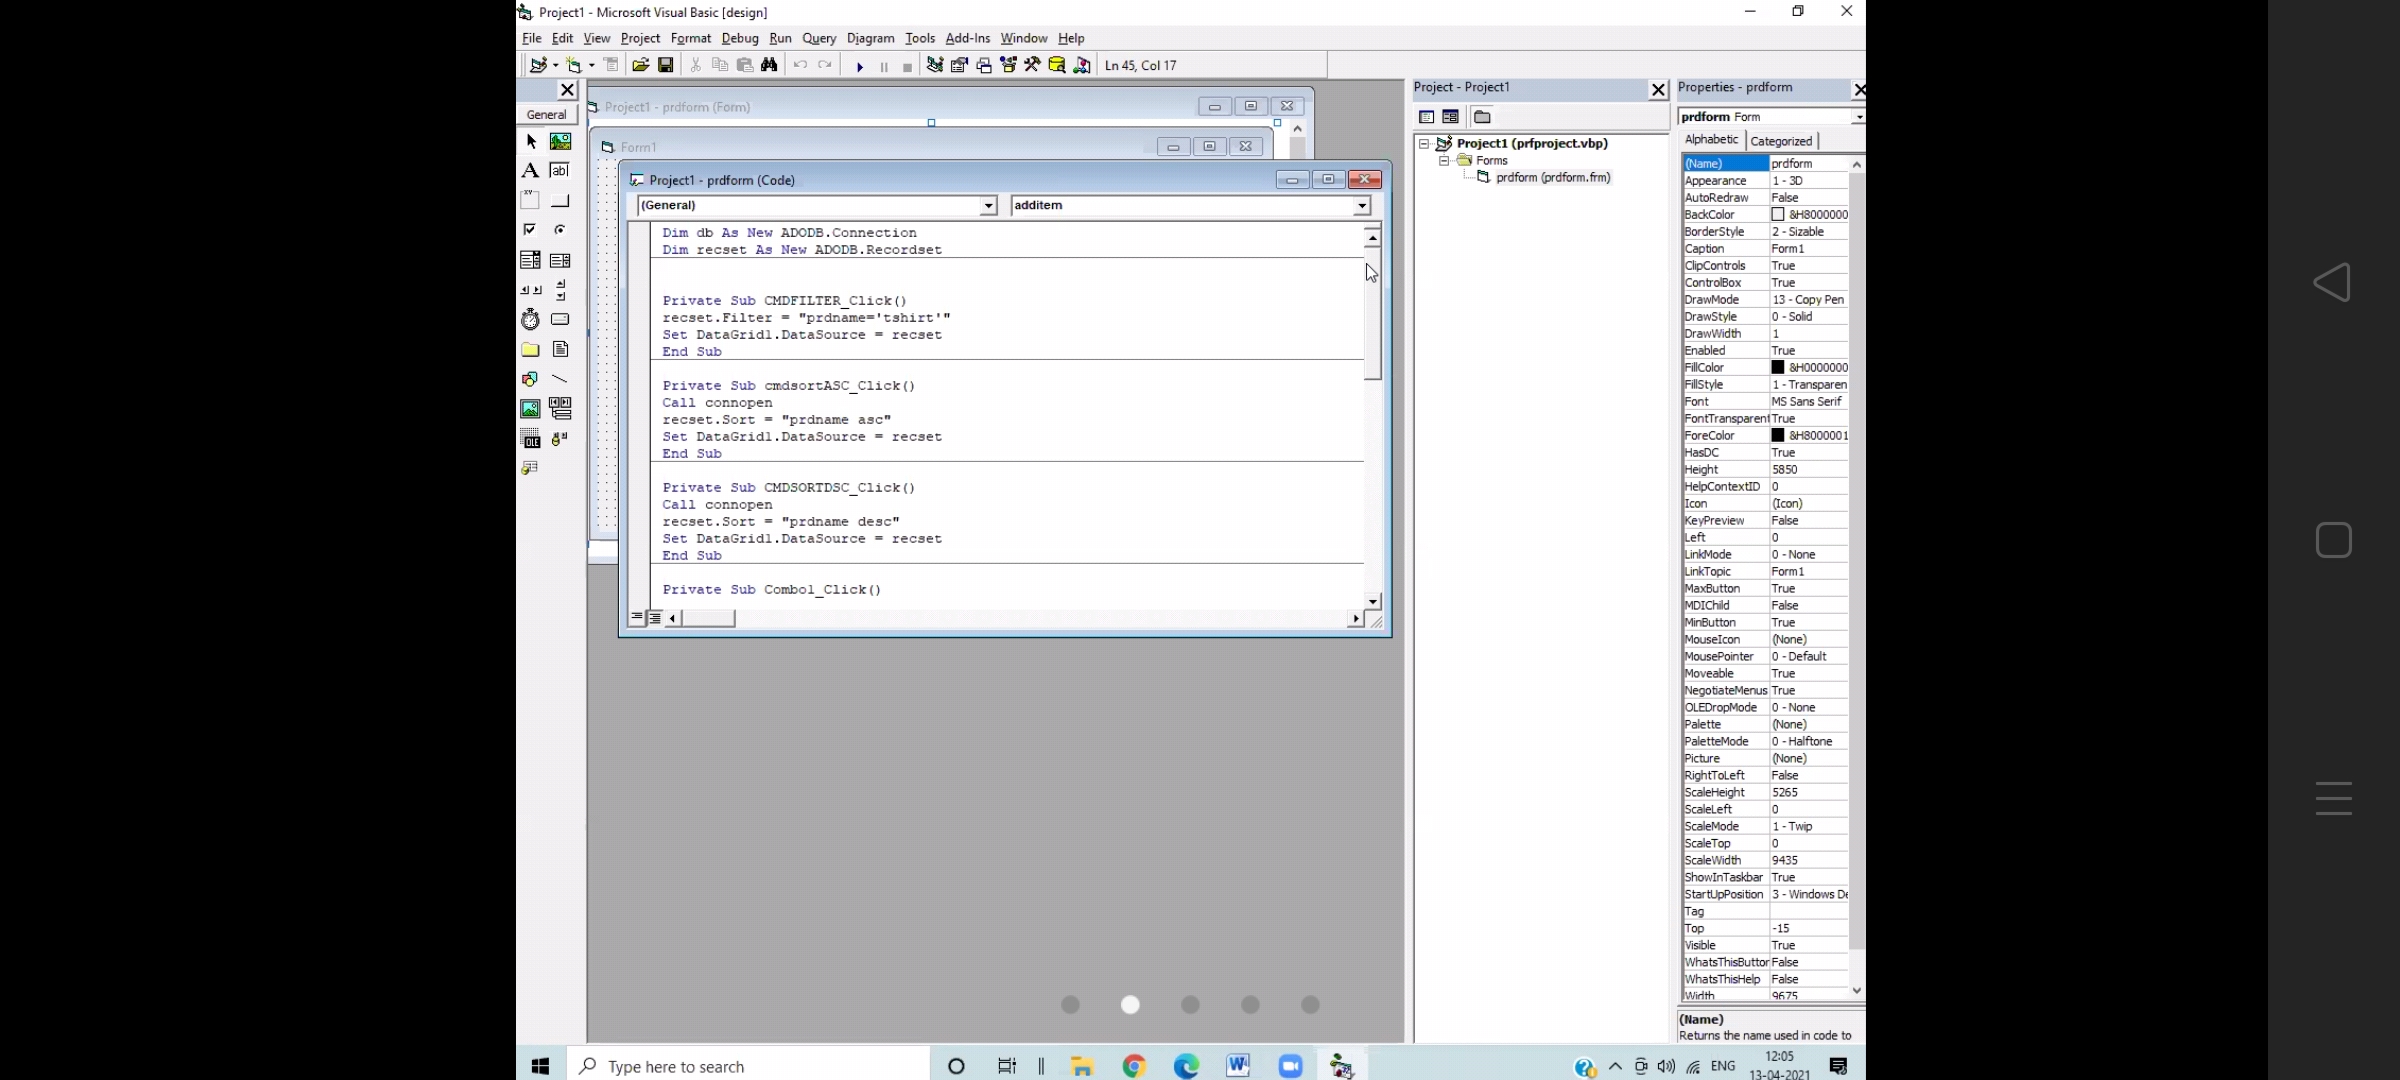 Project1 - Microsoft Visual Basic [design]
File Edit View Project Format Debug Run Query Diagram Tools Add-Ins Window Help
Ln 45, Col 17
General
Project1 - prdform (Form)
Form1
Project1 - prdform (Code)
(General) additem
Dim db As New ADODB.Connection
Dim recset As New ADODB.Recordset
Private Sub CMDFILTER_Click()
recset.Filter = "prdname='tshirt'"
Set DataGrid1.DataSource = recset
End Sub
Private Sub cmdsortASC_Click()
Call connopen
recset.Sort = "prdname asc"
Set DataGrid1.DataSource = recset
End Sub
Private Sub CMDSORTDSC_Click()
Call connopen
recset.Sort = "prdname desc"
Set DataGrid1.DataSource = recset
End Sub
Private Sub Combo1_Click()
Project - Project1
Project1 (prfproject.vbp)
Forms
prdform (prdform.frm)
Properties - prdform
prdform Form
Alphabetic Categorized
(Name) prdform
Appearance 1 - 3D
AutoRedraw False
BackColor &H8000000
BorderStyle 2 - Sizable
Caption Form1
ClipControls True
ControlBox True
DrawMode 13 - Copy Pen
DrawStyle 0 - Solid
DrawWidth 1
Enabled True
FillColor &H0000000
FillStyle 1 - Transparen
Font MS Sans Serif
FontTransparent True
ForeColor &H8000001
HasDC True
Height 5850
HelpContextID 0
Icon (Icon)
KeyPreview False
Left 0
LinkMode 0 - None
LinkTopic Form1
MaxButton True
MDIChild False
MinButton True
MouseIcon (None)
MousePointer 0 - Default
Moveable True
NegotiateMenus True
OLEDropMode 0 - None
Palette (None)
PaletteMode 0 - Halftone
Picture (None)
RightToLeft False
ScaleHeight 5265
ScaleLeft 0
ScaleMode 1 - Twip
ScaleTop 0
ScaleWidth 9435
ShowInTaskbar True
StartUpPosition 3 - Windows De
Tag
Top -15
Visible True
WhatsThisButtor False
WhatsThisHelp False
Width 9675
(Name)
Returns the name used in code to
Type here to search
ENG
12:05
13-04-2021